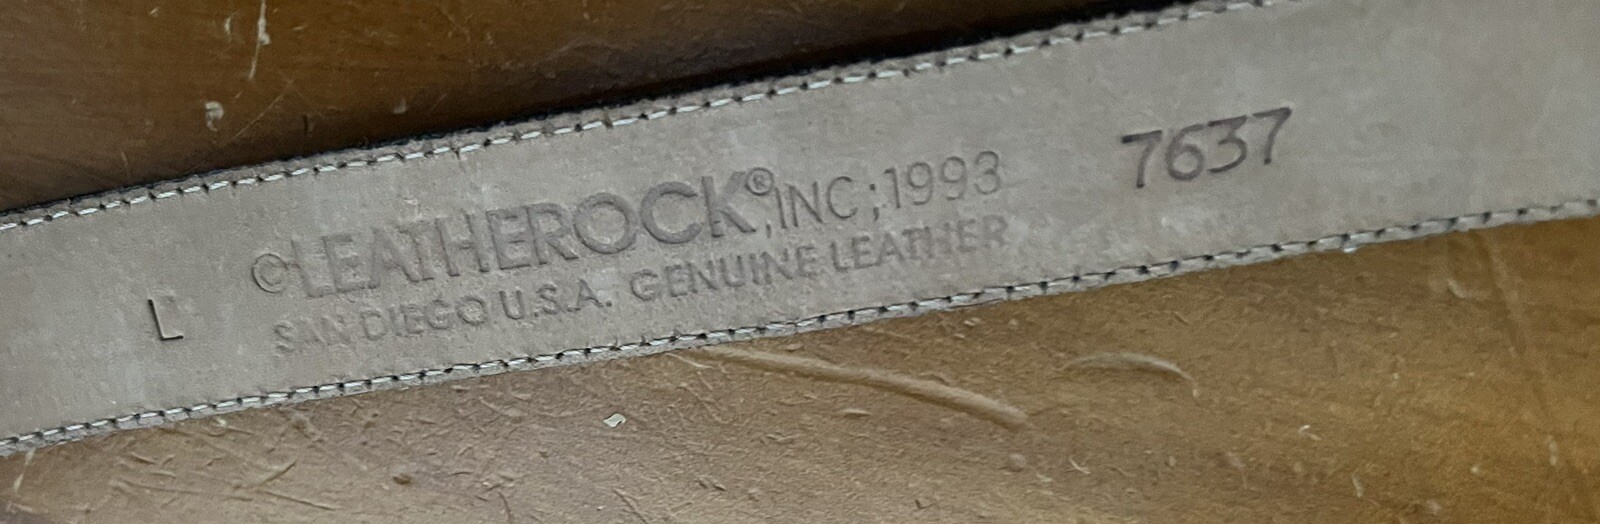 L
©LEATHEROCK®, INC; 1993
SAN DIEGO U.S.A. GENUINE LEATHER
7637